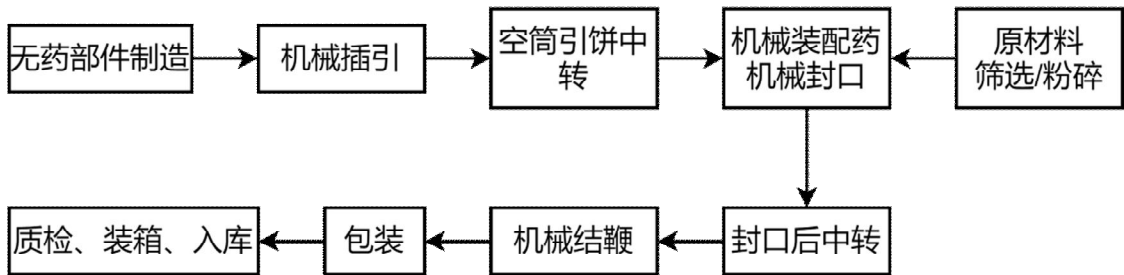 无药部件制造
机械插引
空筒引饼中
转
机械装配药
机械封口
原材料
筛选/粉碎
质检、装箱、入库
包装
机械结鞭
封口后中转